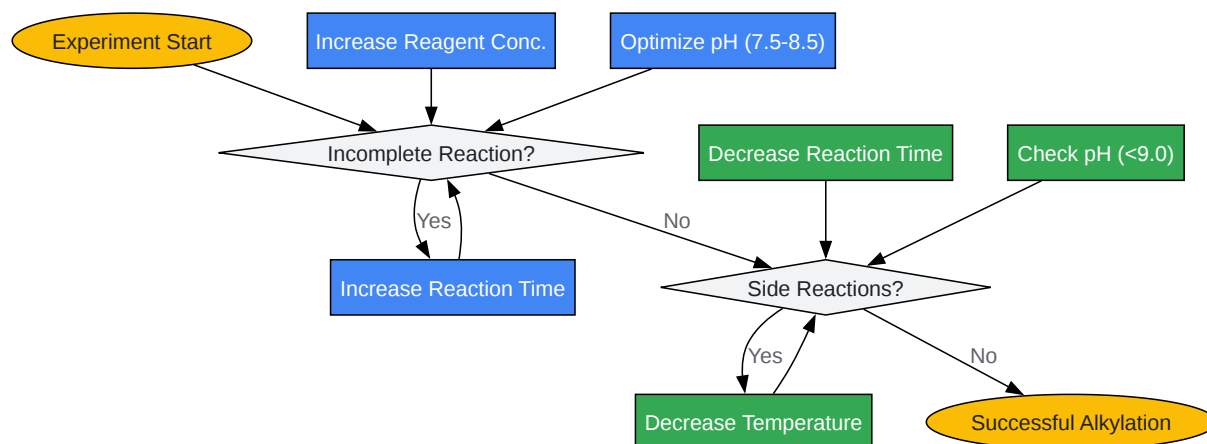 Experiment Start
Increase Reagent Conc.
Optimize pH (7.5-8.5)
Incomplete Reaction?
Decrease Reaction Time
Check pH (<9.0)
Yes
No
Increase Reaction Time
Side Reactions?
Yes
No
Decrease Temperature
Successful Alkylation